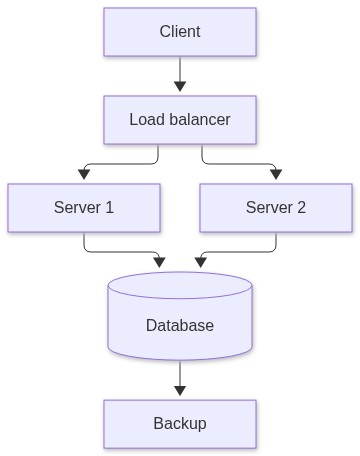 Client
Load balancer
Server 1
Server 2
Database
Backup